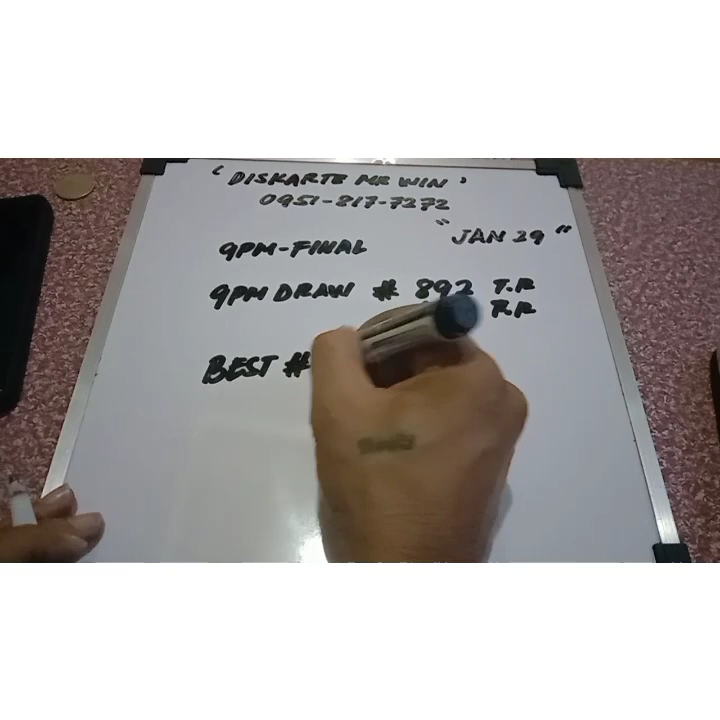 ( DISKARTE MR WIN )
0951-817-7272
" JAN 29 "
9PM-FINAL
9PM DRAW # 892 T.R
R.R
BEST #